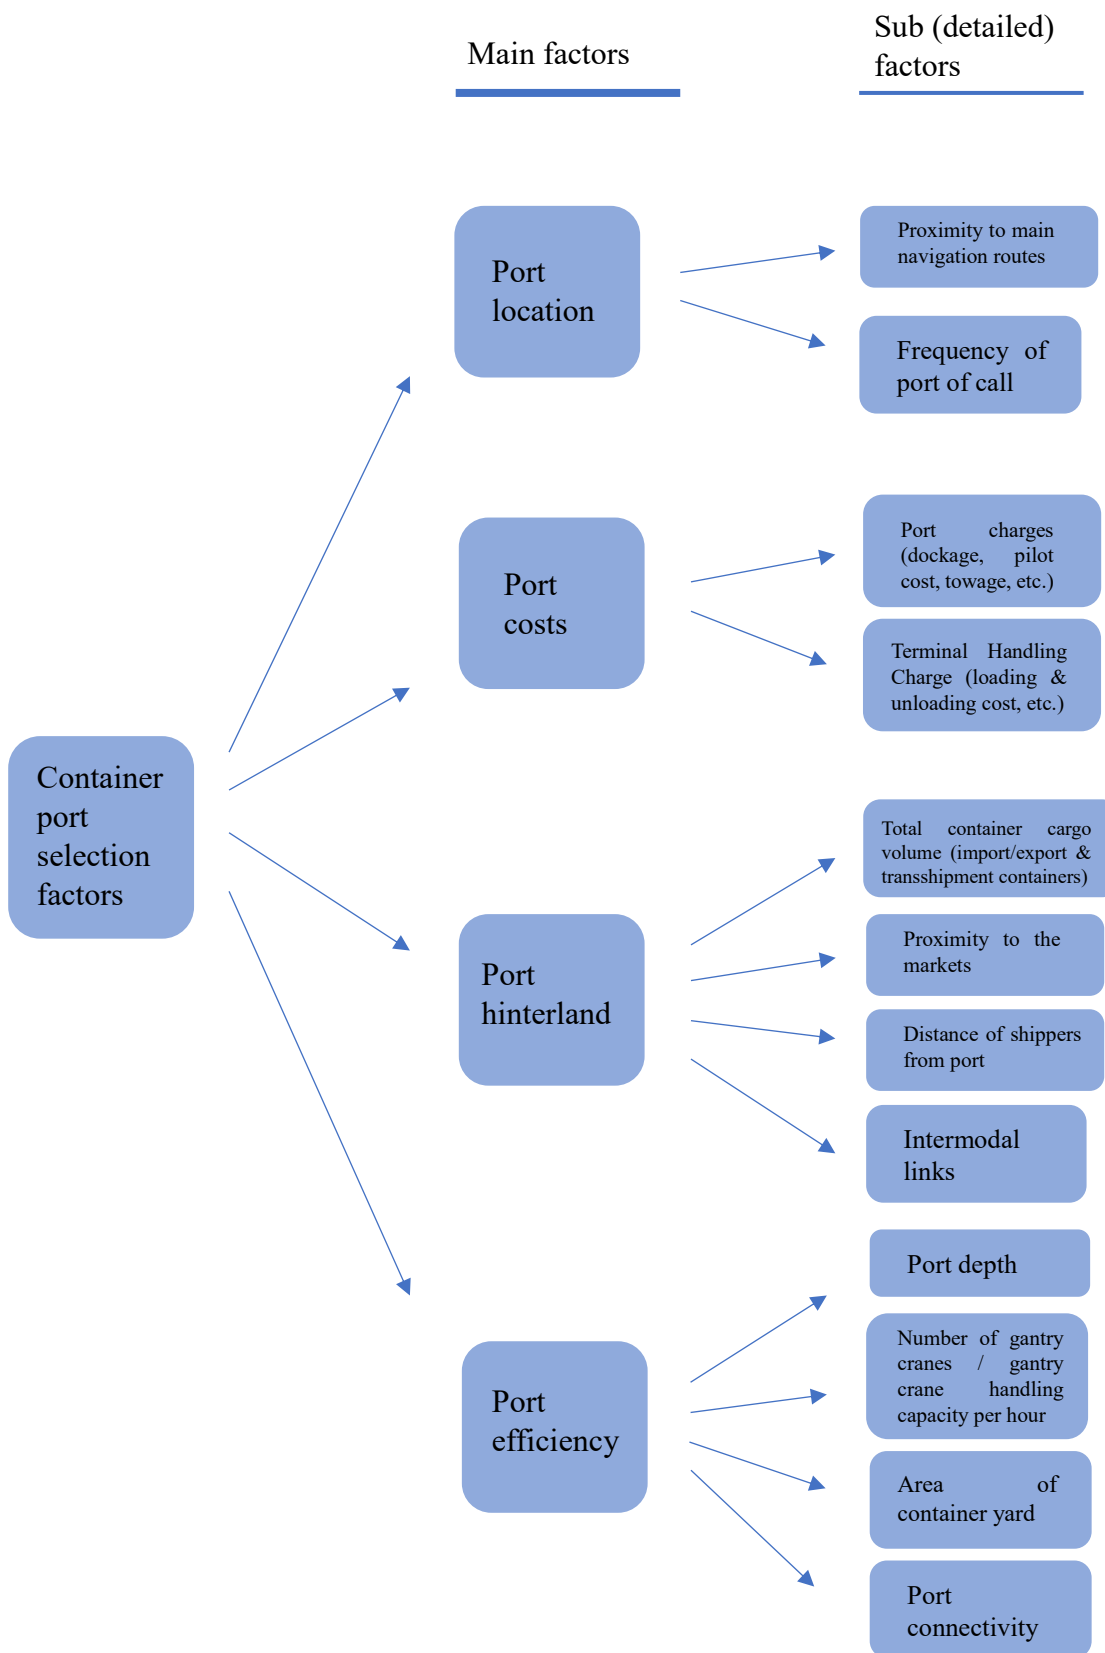 Main factors
Sub (detailed)
factors
Port
location
Proximity to main
navigation routes
Frequency of
port of call
Port
costs
Port charges
(dockage, pilot
cost, towage, etc.)
Terminal Handling
Charge (loading &
unloading cost, etc.)
Container
port
selection
factors
Port
hinterland
Total container cargo
volume (import/export &
transshipment containers)
Proximity to the
markets
Distance of shippers
from port
Intermodal
links
Port
efficiency
Port depth
Number of gantry
cranes / gantry
crane handling
capacity per hour
Area of
container yard
Port
connectivity